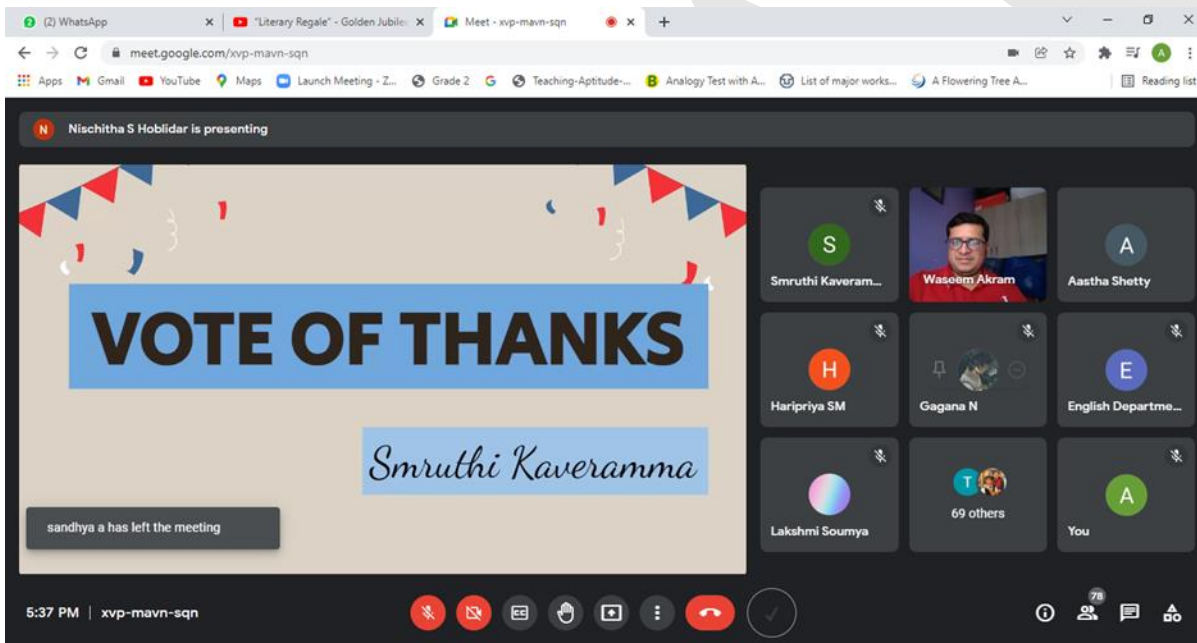 (2) WhatsApp
"Literary Regale" - Golden Jubilee
Meet - xvp-mavn-sqn
meet.google.com/xvp-mavn-sqn
Apps
Gmail
YouTube
Maps
Launch Meeting - Z...
Grade 2
Teaching-Aptitude-...
Analogy Test with A...
List of major works...
A Flowering Tree A...
Reading list
N
Nischitha S Hoblidar is presenting
VOTE OF THANKS
Smruthi Kaveramma
sandhya a has left the meeting
S
Smruthi Kaveram...
Waseem Akram
A
Aastha Shetty
H
Haripriya SM
Gagana N
E
English Departme...
Lakshmi Soumya
T
69 others
A
You
5:37 PM | xvp-mavn-sqn
78